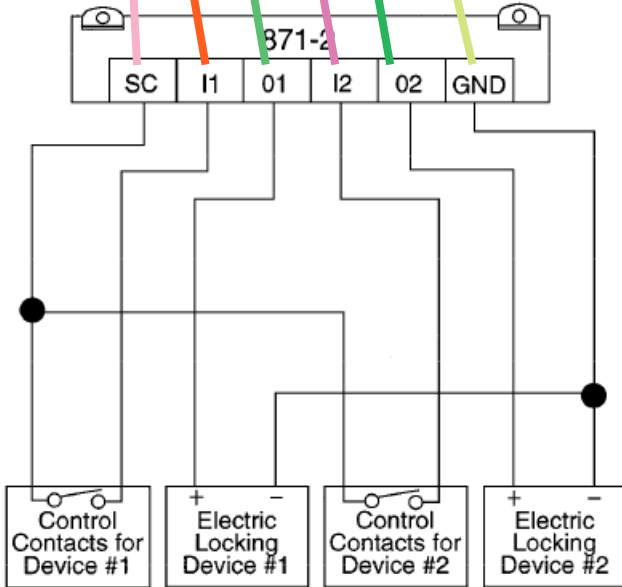 871-2
SC I1 01 I2 02 GND
+ − + −
Control
Contacts for
Device #1
Electric
Locking
Device #1
Control
Contacts for
Device #2
Electric
Locking
Device #2